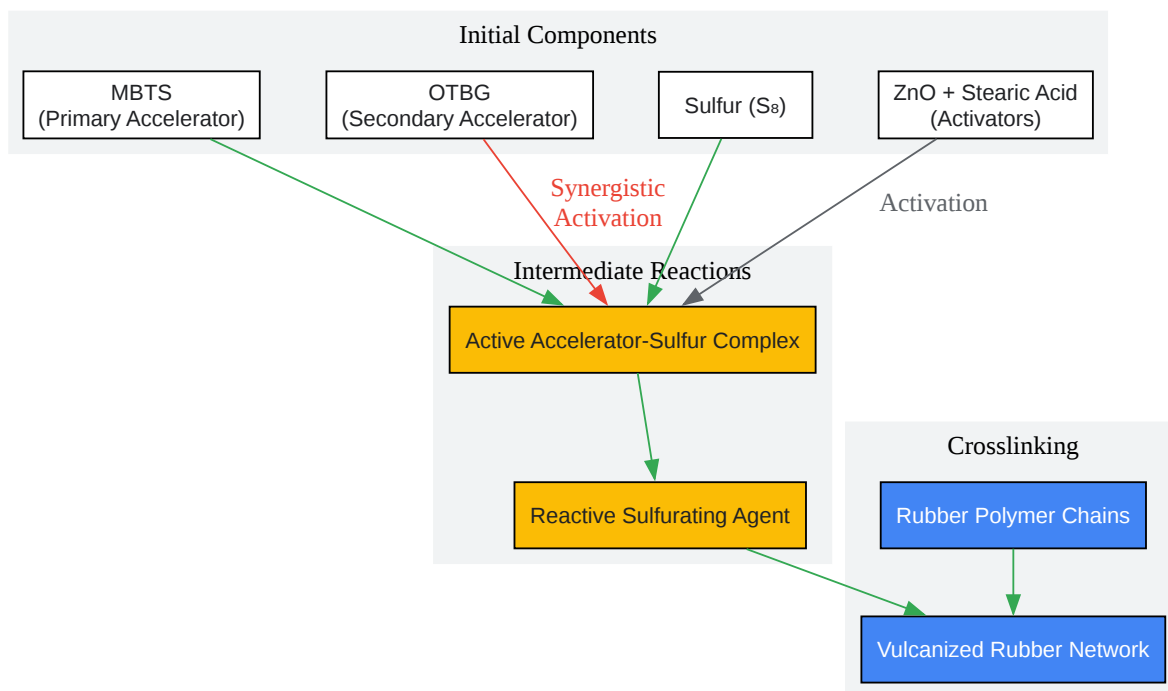 Initial Components
MBTS
(Primary Accelerator)
OTBG
(Secondary Accelerator)
Sulfur (S₈)
ZnO + Stearic Acid
(Activators)
Synergistic
Activation
Activation
Intermediate Reactions
Active Accelerator-Sulfur Complex
Crosslinking
Reactive Sulfurating Agent
Rubber Polymer Chains
Vulcanized Rubber Network